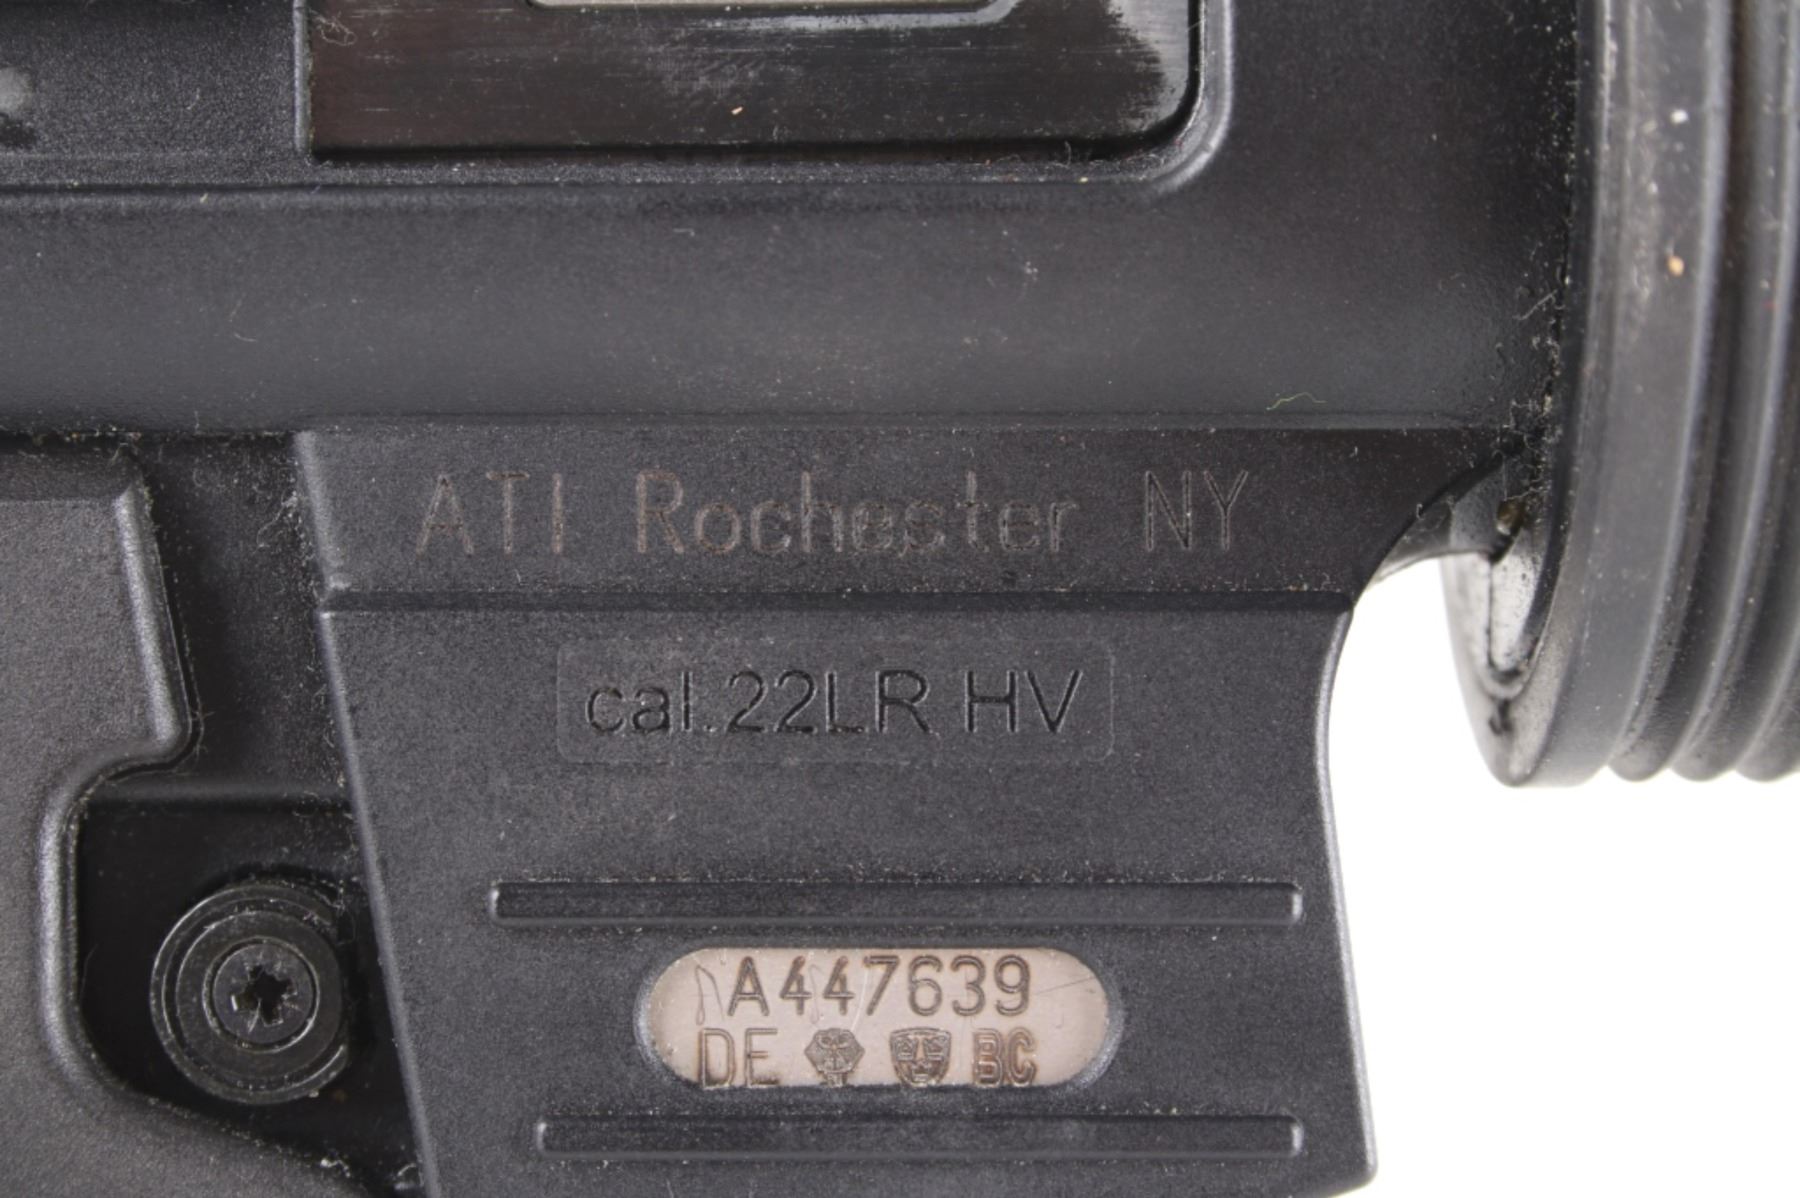 ATI Rochester NY
cal.22LR HV
A447639
DE BC